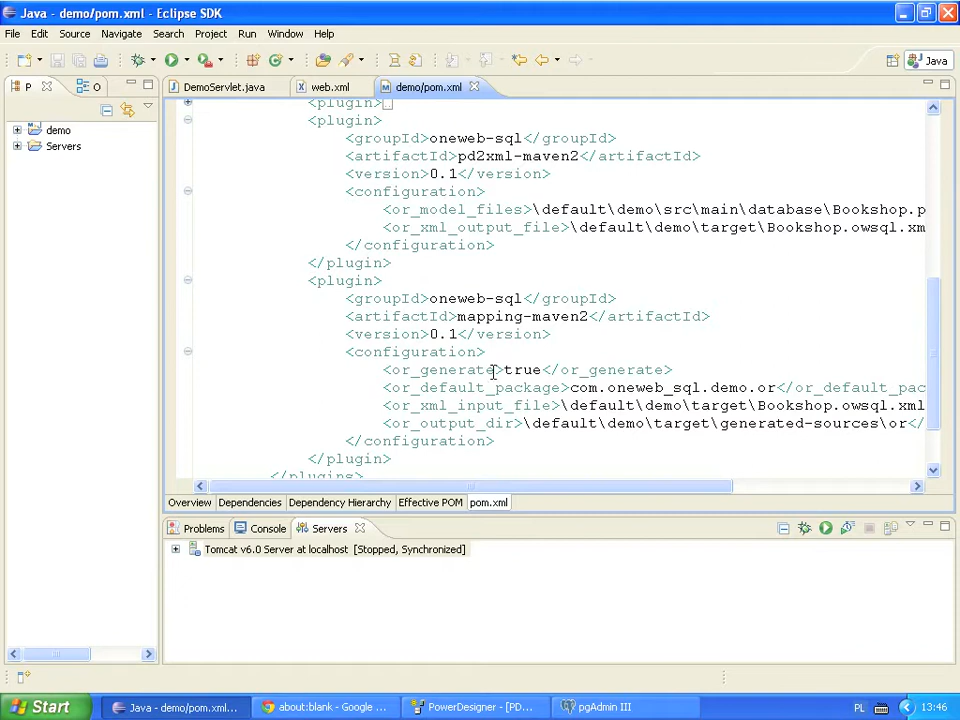 Java - demo/pom.xml - Eclipse SDK
File Edit Source Navigate Search Project Run Window Help
Java
P O DemoServlet.java web.xml demo/pom.xml
demo
Servers
<plugin>
<plugin>
<groupId>oneweb-sql</groupId>
<artifactId>pd2xml-maven2</artifactId>
<version>0.1</version>
<configuration>
<or_model_files>\default\demo\src\main\database\Bookshop.p
<or_xml_output_file>\default\demo\target\Bookshop.owsql.xm
</configuration>
</plugin>
<plugin>
<groupId>oneweb-sql</groupId>
<artifactId>mapping-maven2</artifactId>
<version>0.1</version>
<configuration>
<or_generate>true</or_generate>
<or_default_package>com.oneweb_sql.demo.or</or_default_pac
<or_xml_input_file>\default\demo\target\Bookshop.owsql.xml
<or_output_dir>\default\demo\target\generated-sources\or</
</configuration>
</plugin>
</plugins>
Overview Dependencies Dependency Hierarchy Effective POM pom.xml
Problems Console Servers
Tomcat v6.0 Server at localhost [Stopped, Synchronized]
Start Java - demo/pom.xml... about:blank - Google ... PowerDesigner - [PD... pgAdmin III PL 13:46